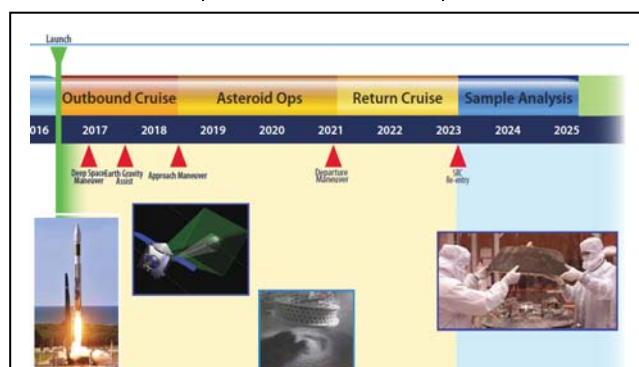 Launch
Outbound Cruise Asteroid Ops Return Cruise Sample Analysis
2016 2017 2018 2019 2020 2021 2022 2023 2024 2025
Deep Space Maneuver
Earth Gravity Assist
Approach Maneuver
Departure Maneuver
SRC Re-entry